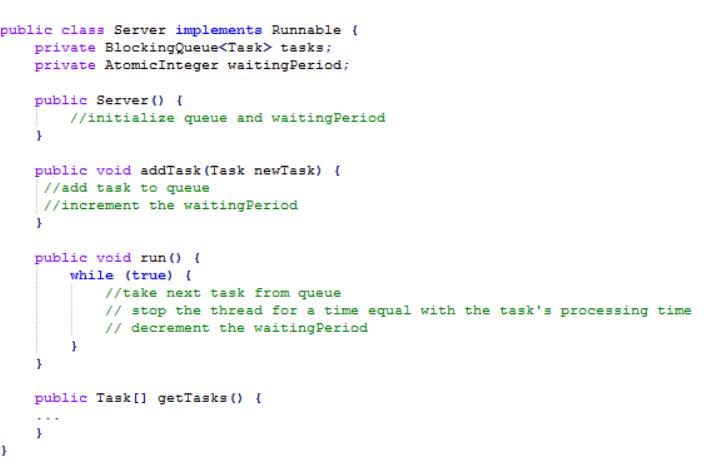 public class Server implements Runnable {
    private BlockingQueue<Task> tasks;
    private AtomicInteger waitingPeriod;

    public Server() {
        //initialize queue and waitingPeriod
    }

    public void addTask(Task newTask) {
     //add task to queue
     //increment the waitingPeriod
    }

    public void run() {
        while (true) {
            //take next task from queue
            // stop the thread for a time equal with the task's processing time
            // decrement the waitingPeriod
        }
    }

    public Task[] getTasks() {
    ...
    }
}